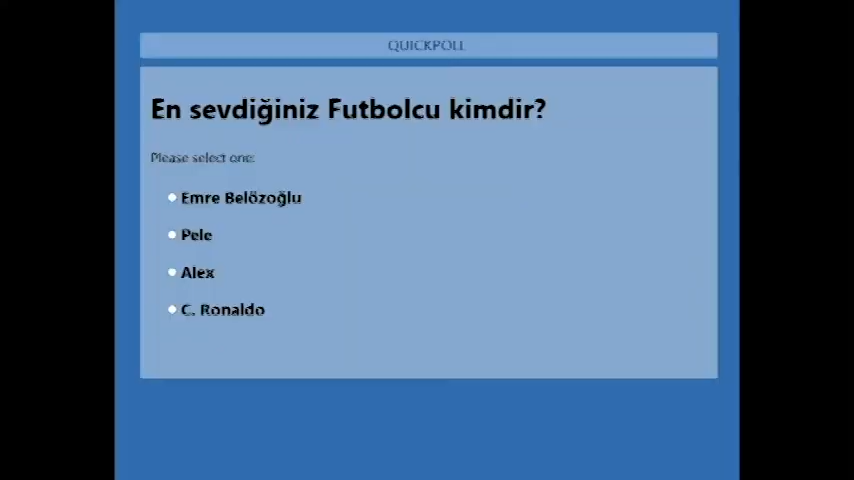 QUICKPOLL
En sevdiğiniz Futbolcu kimdir?
Please select one:
Emre Belözoğlu
Pele
Alex
C. Ronaldo